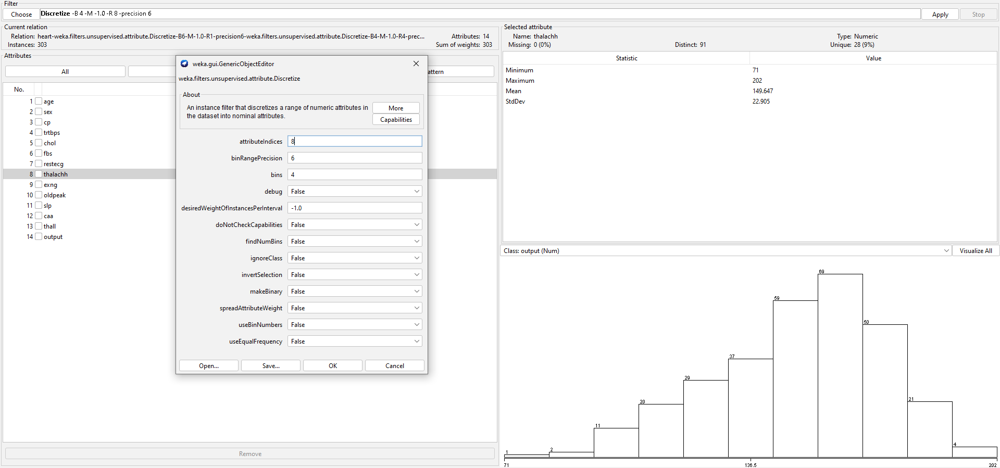 Filter
Choose
Discretize -B 4 -M -1.0 -R 8 -precision 6
Apply
Stop
Current relation
Relation: heart-weka.filters.unsupervised.attribute.Discretize-B6-M-1.0-R1-precision6-weka.filters.unsupervised.attribute.Discretize-B4-M-1.0-R4-prec...
Attributes: 14
Instances: 303
Sum of weights: 303
Attributes
All
attern
No.
1 age
2 sex
3 cp
4 trtbps
5 chol
6 fbs
7 restecg
8 thalachh
9 exng
10 oldpeak
11 slp
12 caa
13 thall
14 output
Remove
weka.gui.GenericObjectEditor
weka.filters.unsupervised.attribute.Discretize
About
An instance filter that discretizes a range of numeric attributes in
the dataset into nominal attributes.
More
Capabilities
attributeIndices 8
binRangePrecision 6
bins 4
debug False
desiredWeightOfInstancesPerInterval -1.0
doNotCheckCapabilities False
findNumBins False
ignoreClass False
invertSelection False
makeBinary False
spreadAttributeWeight False
useBinNumbers False
useEqualFrequency False
Open...
Save...
OK
Cancel
Selected attribute
Name: thalachh
Type: Numeric
Missing: 0 (0%)
Distinct: 91
Unique: 28 (9%)
Statistic
Value
Minimum 71
Maximum 202
Mean 149.647
StdDev 22.905
Class: output (Num)
Visualize All
1
2
11
20
29
37
59
69
50
21
4
71
136.5
202